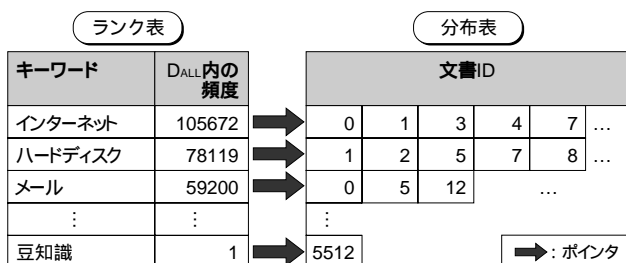 ランク表 分布表
キーワード DALL内の頻度 文書ID
インターネット 105672 0 1 3 4 7 …
ハードディスク 78119 1 2 5 7 8 …
メール 59200 0 5 12 …
⋮ ⋮ ⋮
豆知識 1 5512 : ポインタ